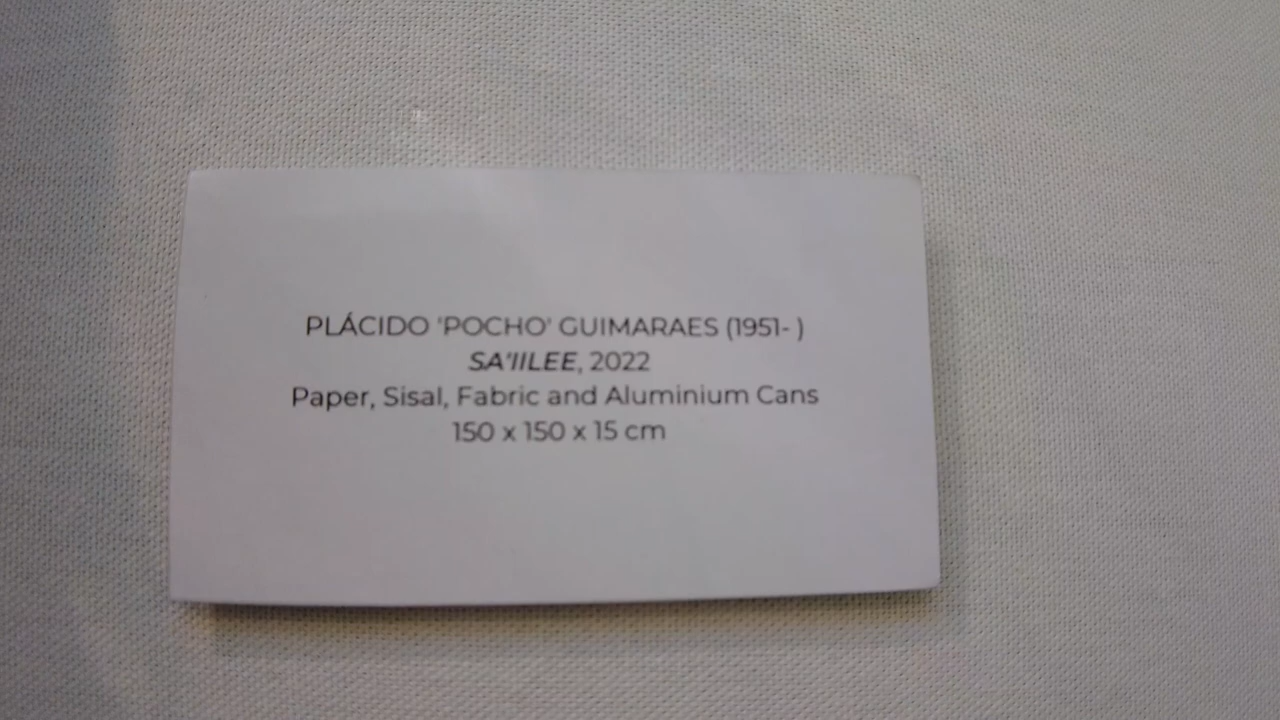 PLÁCIDO 'POCHO' GUIMARAES (1951- )
SA'IILEE, 2022
Paper, Sisal, Fabric and Aluminium Cans
150 x 150 x 15 cm